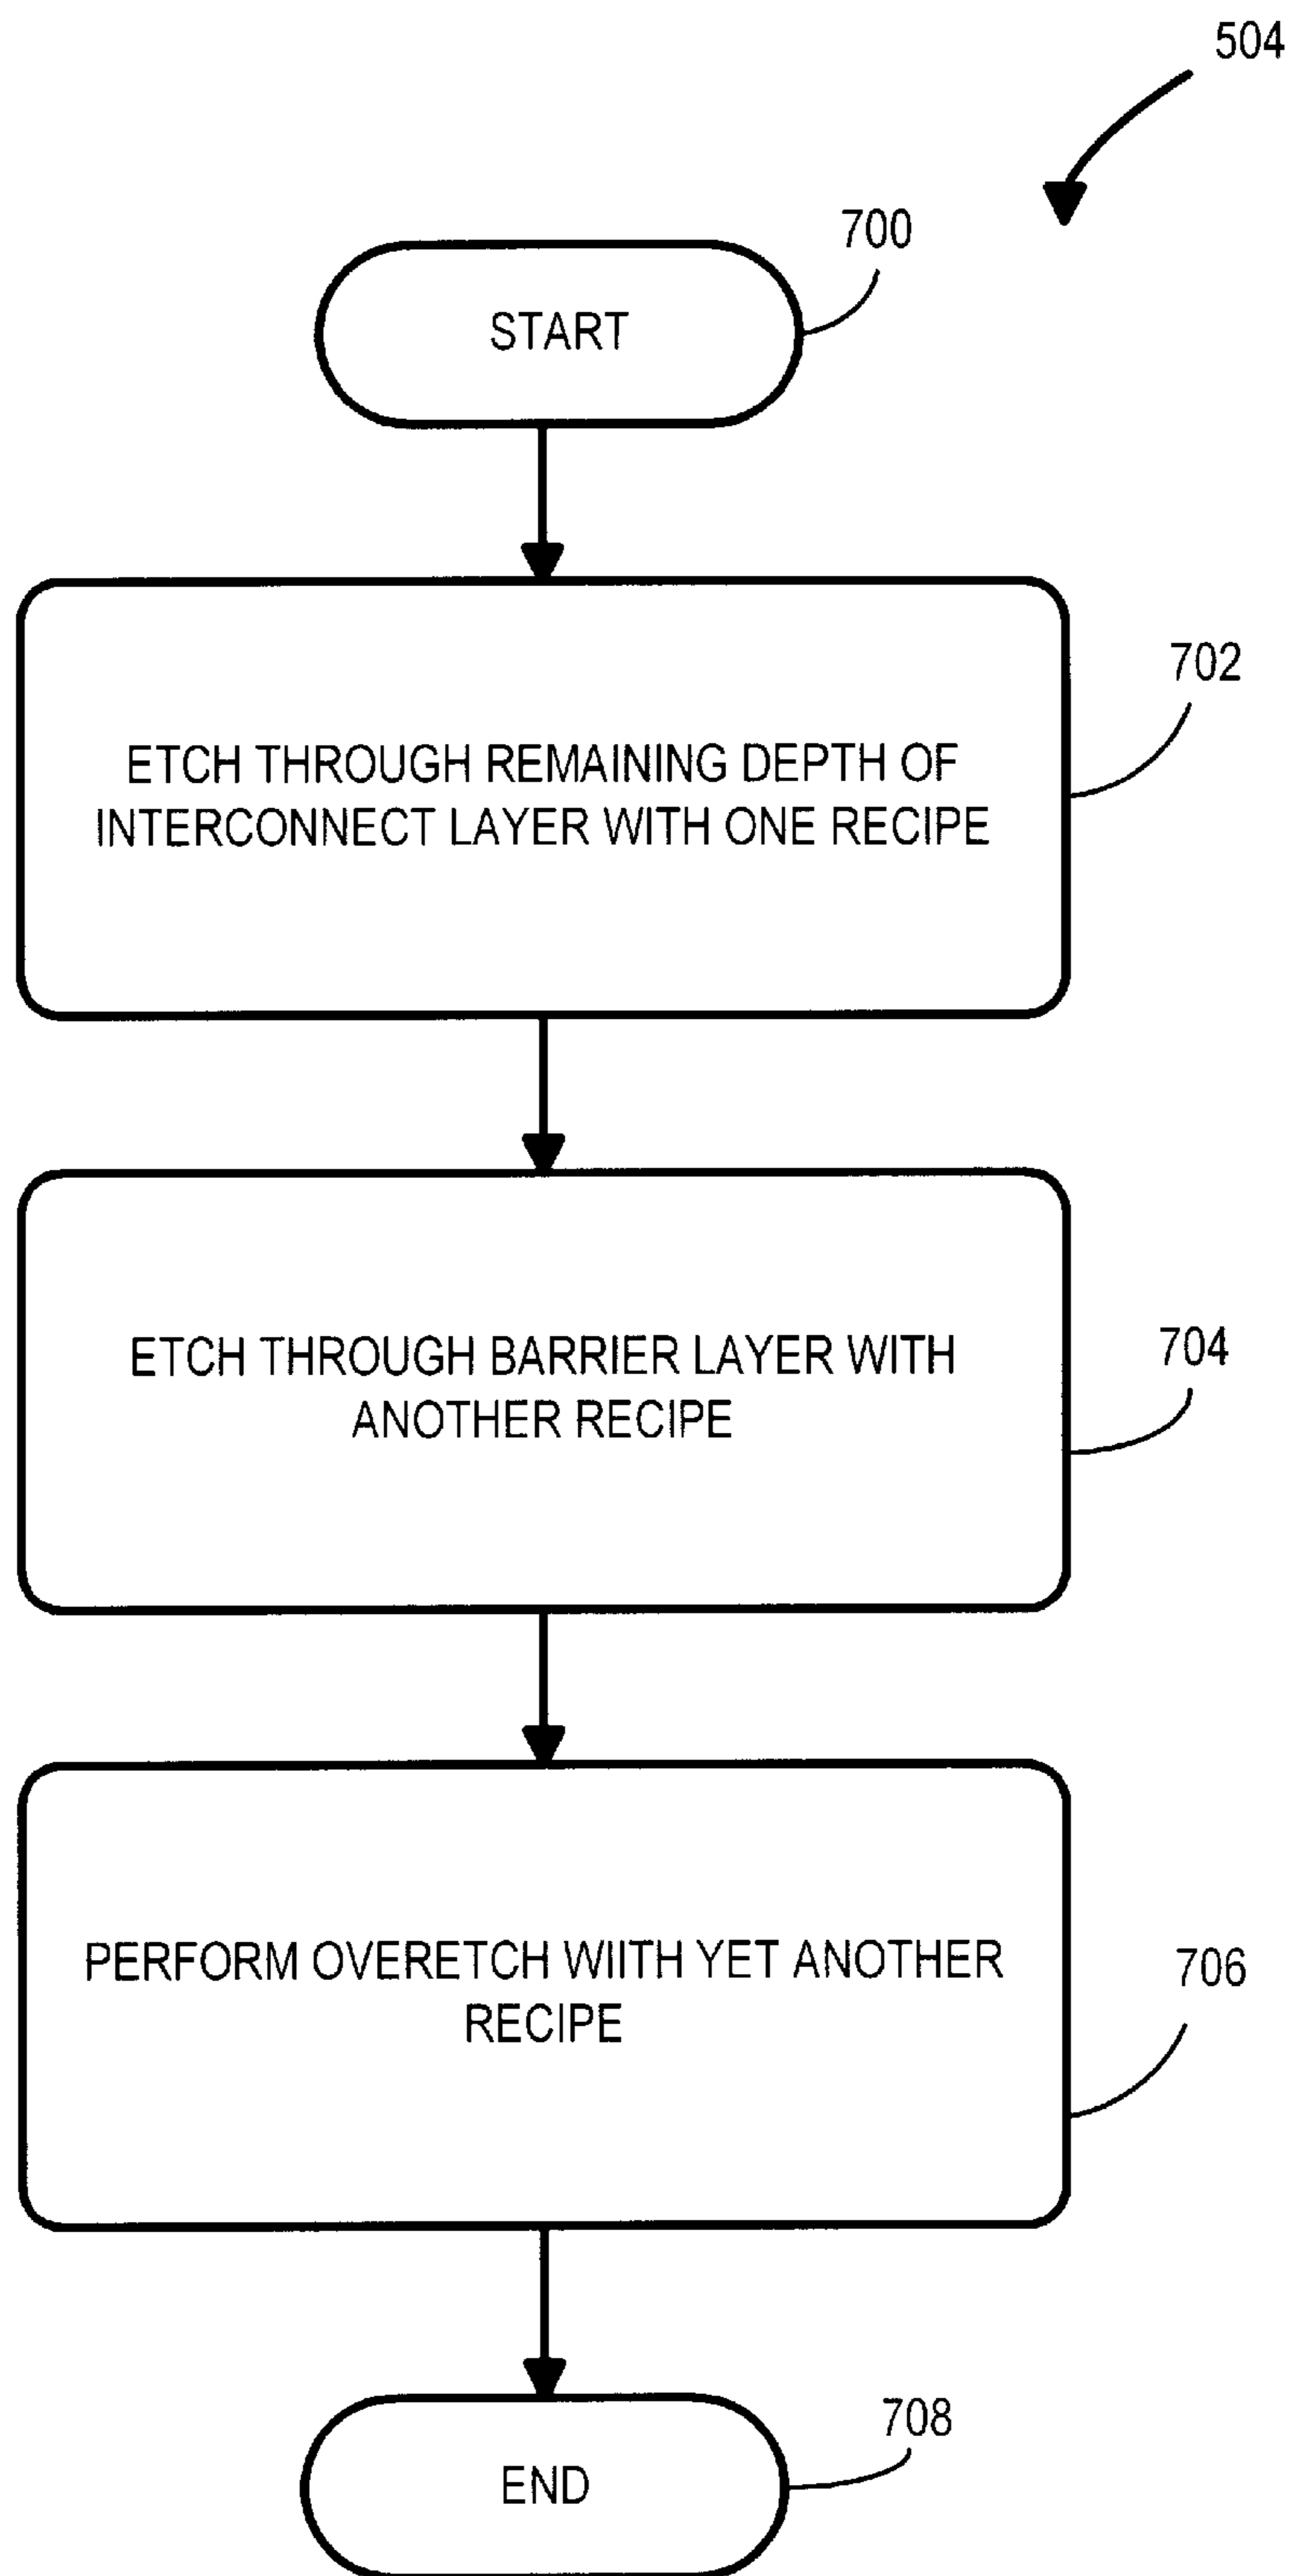 504
700
START
702
ETCH THROUGH REMAINING DEPTH OF
INTERCONNECT LAYER WITH ONE RECIPE
704
ETCH THROUGH BARRIER LAYER WITH
ANOTHER RECIPE
706
PERFORM OVERETCH WIITH YET ANOTHER
RECIPE
708
END